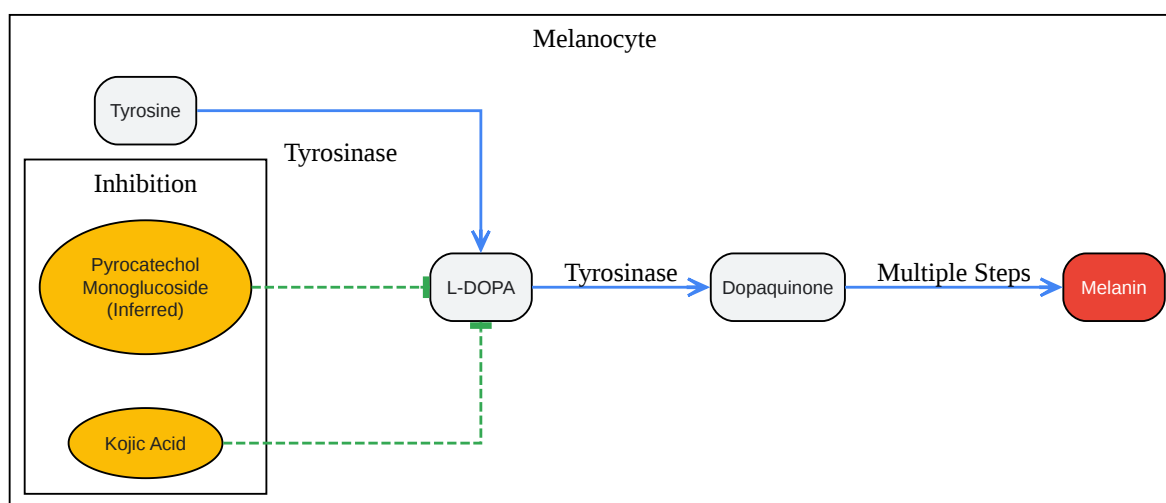 Melanocyte
Tyrosine
Tyrosinase
Inhibition
Pyrocatechol
Monoglucoside
(Inferred)
L-DOPA
Tyrosinase
Dopaquinone
Multiple Steps
Melanin
Kojic Acid